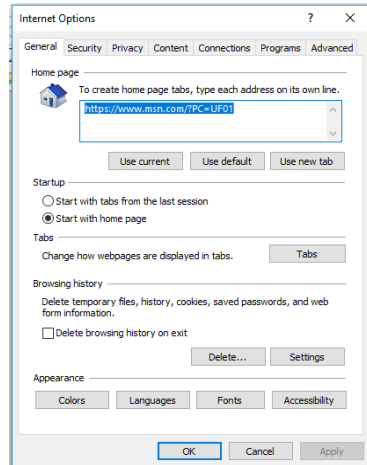 Internet Options ? X
General Security Privacy Content Connections Programs Advanced
Home page
To create home page tabs, type each address on its own line.
https://www.msn.com/?PC=UF01
Use current Use default Use new tab
Startup
Start with tabs from the last session
Start with home page
Tabs
Change how webpages are displayed in tabs. Tabs
Browsing history
Delete temporary files, history, cookies, saved passwords, and web
form information.
Delete browsing history on exit
Delete... Settings
Appearance
Colors Languages Fonts Accessibility
OK Cancel Apply